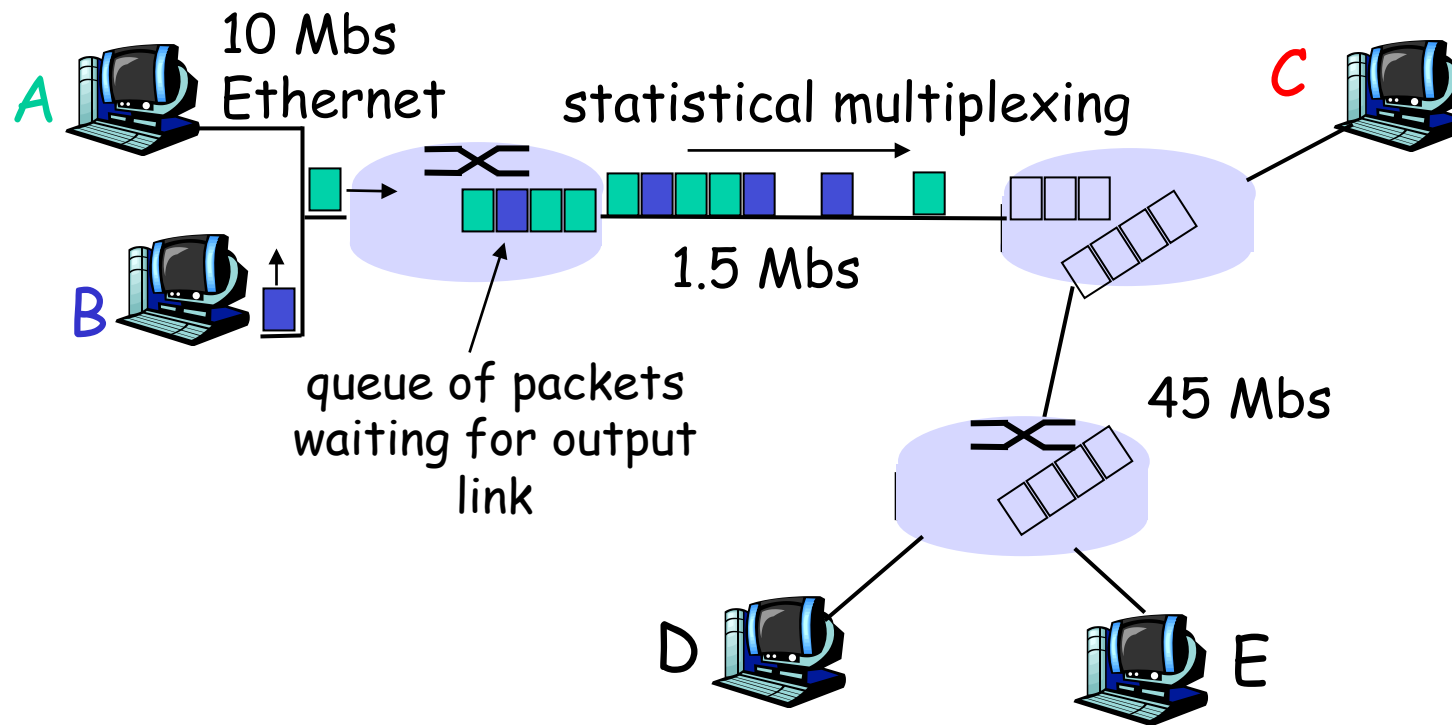 10 Mbs
Ethernet
A
statistical multiplexing
C
B
1.5 Mbs
queue of packets
waiting for output
link
45 Mbs
D
E